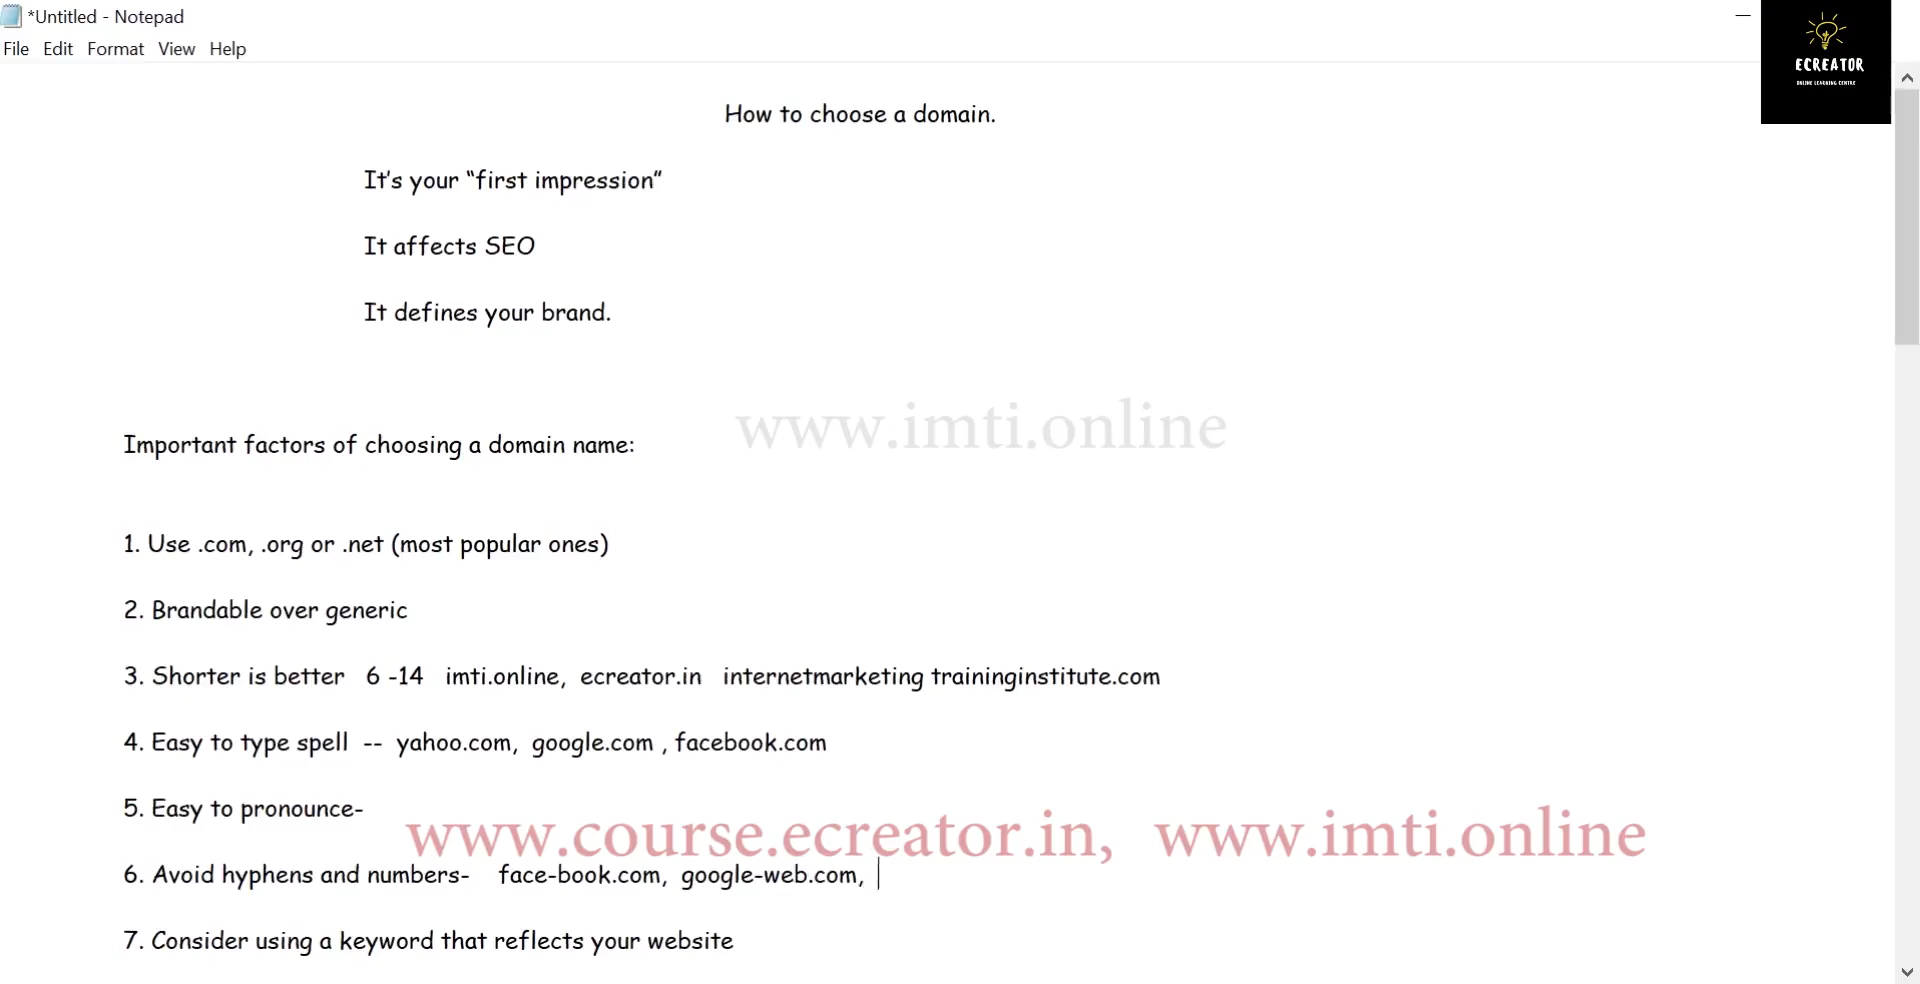 *Untitled - Notepad
File Edit Format View Help
ECREATOR
ONLINE LEARNING CENTRE
How to choose a domain.
It's your “first impression”
It affects SEO
It defines your brand.
www.imti.online
Important factors of choosing a domain name:
1. Use .com, .org or .net (most popular ones)
2. Brandable over generic
3. Shorter is better 6 -14 imti.online, ecreator.in internetmarketing traininginstitute.com
4. Easy to type spell -- yahoo.com, google.com , facebook.com
5. Easy to pronounce-
www.course.ecreator.in, www.imti.online
6. Avoid hyphens and numbers- face-book.com, google-web.com,
7. Consider using a keyword that reflects your website